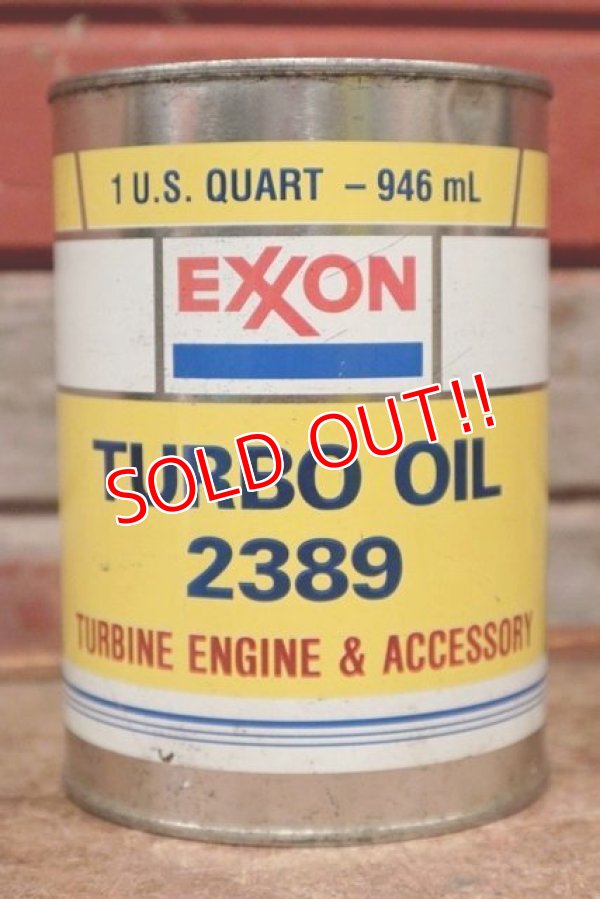 1 U.S. QUART – 946 mL
EXXON
SOLD OUT!!
TURBO OIL
2389
TURBINE ENGINE & ACCESSORY